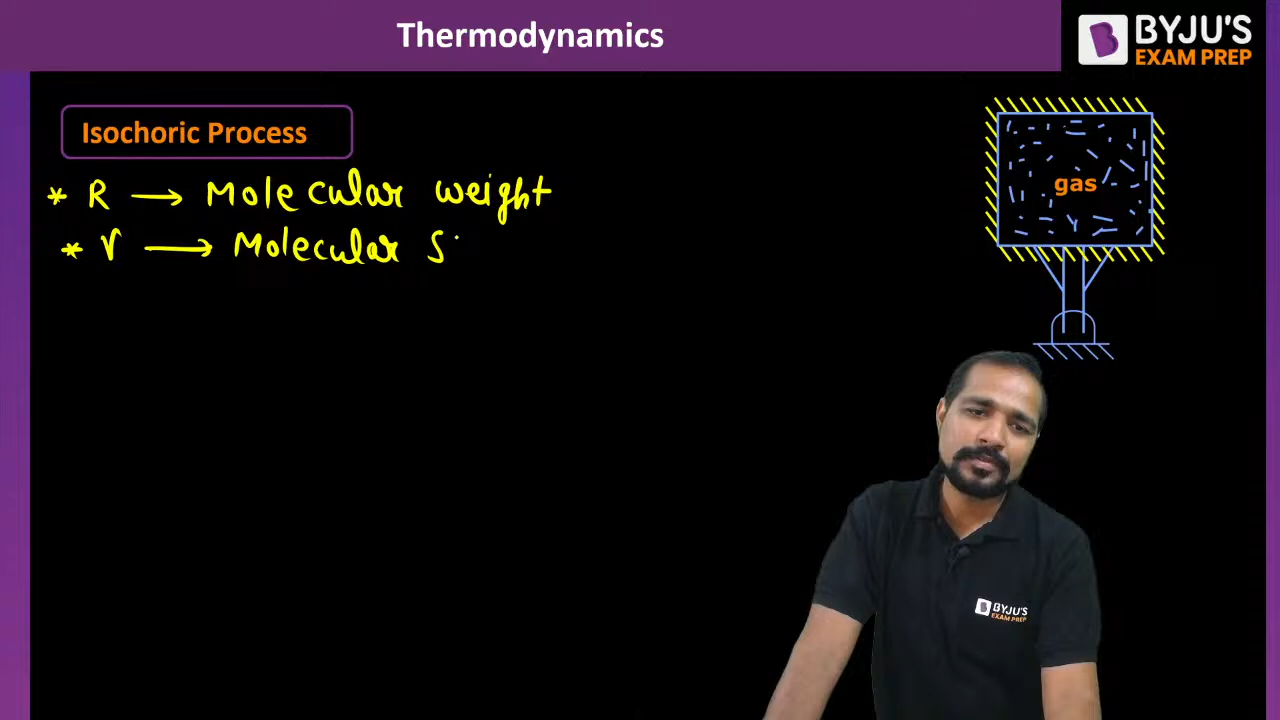 Thermodynamics
BYJU'S
EXAM PREP
Isochoric Process
* R → Molecular weight
* γ → Molecular S
gas
BYJU'S
EXAM PREP